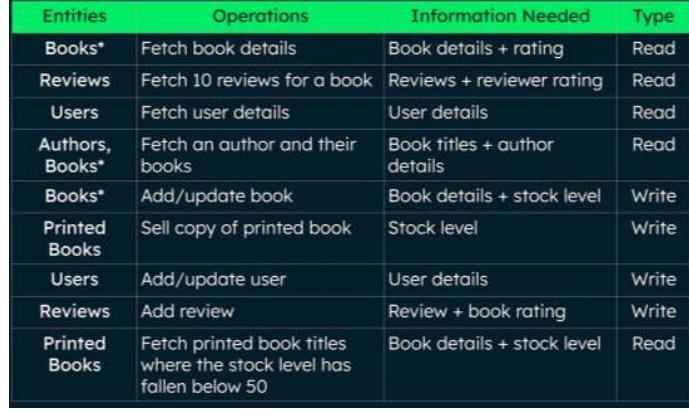 Entities Operations Information Needed Type
Books* Fetch book details Book details + rating Read
Reviews Fetch 10 reviews for a book Reviews + reviewer rating Read
Users Fetch user details User details Read
Authors, Fetch an author and their Book titles + author Read
Books* books details
Books* Add/update book Book details + stock level Write
Printed Sell copy of printed book Stock level Write
Books
Users Add/update user User details Write
Reviews Add review Review + book rating Write
Printed Fetch printed book titles Book details + stock level Read
Books where the stock level has
fallen below 50